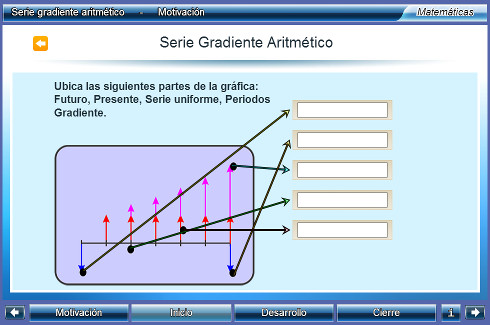 Serie gradiente aritmético - Motivación
Matemáticas
Serie Gradiente Aritmético
Ubica las siguientes partes de la gráfica:
Futuro, Presente, Serie uniforme, Periodos
Gradiente.
Motivación
Inicio
Desarrollo
Cierre
i